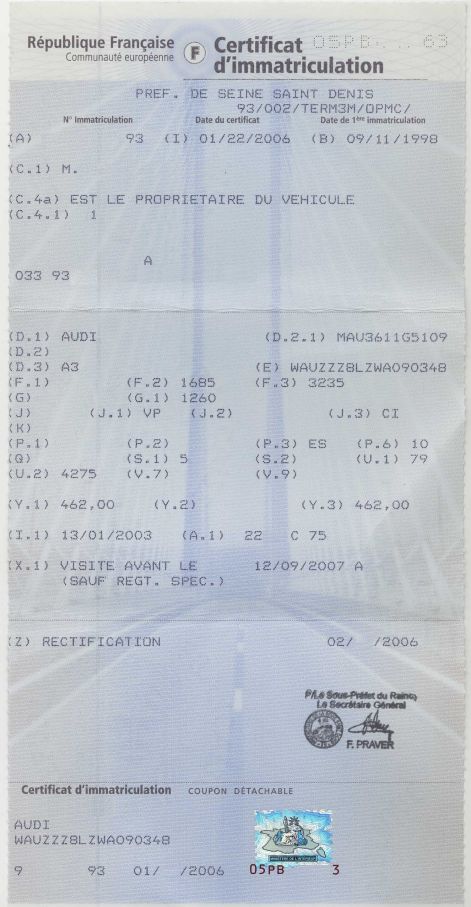 République Française F Certificat 05PB 63
Communauté européenne d'immatriculation
PREF. DE SEINE SAINT DENIS
93/002/TERM3M/OPMC/
N° Immatriculation Date du certificat Date de 1ère immatriculation
(A) 93 (I) 01/22/2006 (B) 09/11/1998
(C.1) M.
(C.4a) EST LE PROPRIETAIRE DU VEHICULE
(C.4.1) 1
A
033 93
(D.1) AUDI (D.2.1) MAU3611G5109
(D.2)
(D.3) A3 (E) WAUZZZ8LZWA090348
(F.1) (F.2) 1685 (F.3) 3235
(G) (G.1) 1260
(J) (J.1) VP (J.2) (J.3) CI
(K)
(P.1) (P.2) (P.3) ES (P.6) 10
(Q) (S.1) 5 (S.2) (U.1) 79
(U.2) 4275 (V.7) (V.9)
(Y.1) 462,00 (Y.2) (Y.3) 462,00
(I.1) 13/01/2003 (A.1) 22 C 75
(X.1) VISITE AVANT LE 12/09/2007 A
(SAUF REGT. SPEC.)
(Z) RECTIFICATION 02/ /2006
P/Le Sous-Préfet du Raincy
Le Secrétaire Général
F. PRAVER
Certificat d'immatriculation COUPON DÉTACHABLE
AUDI
WAUZZZ8LZWA090348
MINISTERE DE L'INTERIEUR
9 93 01/ /2006 05PB 3